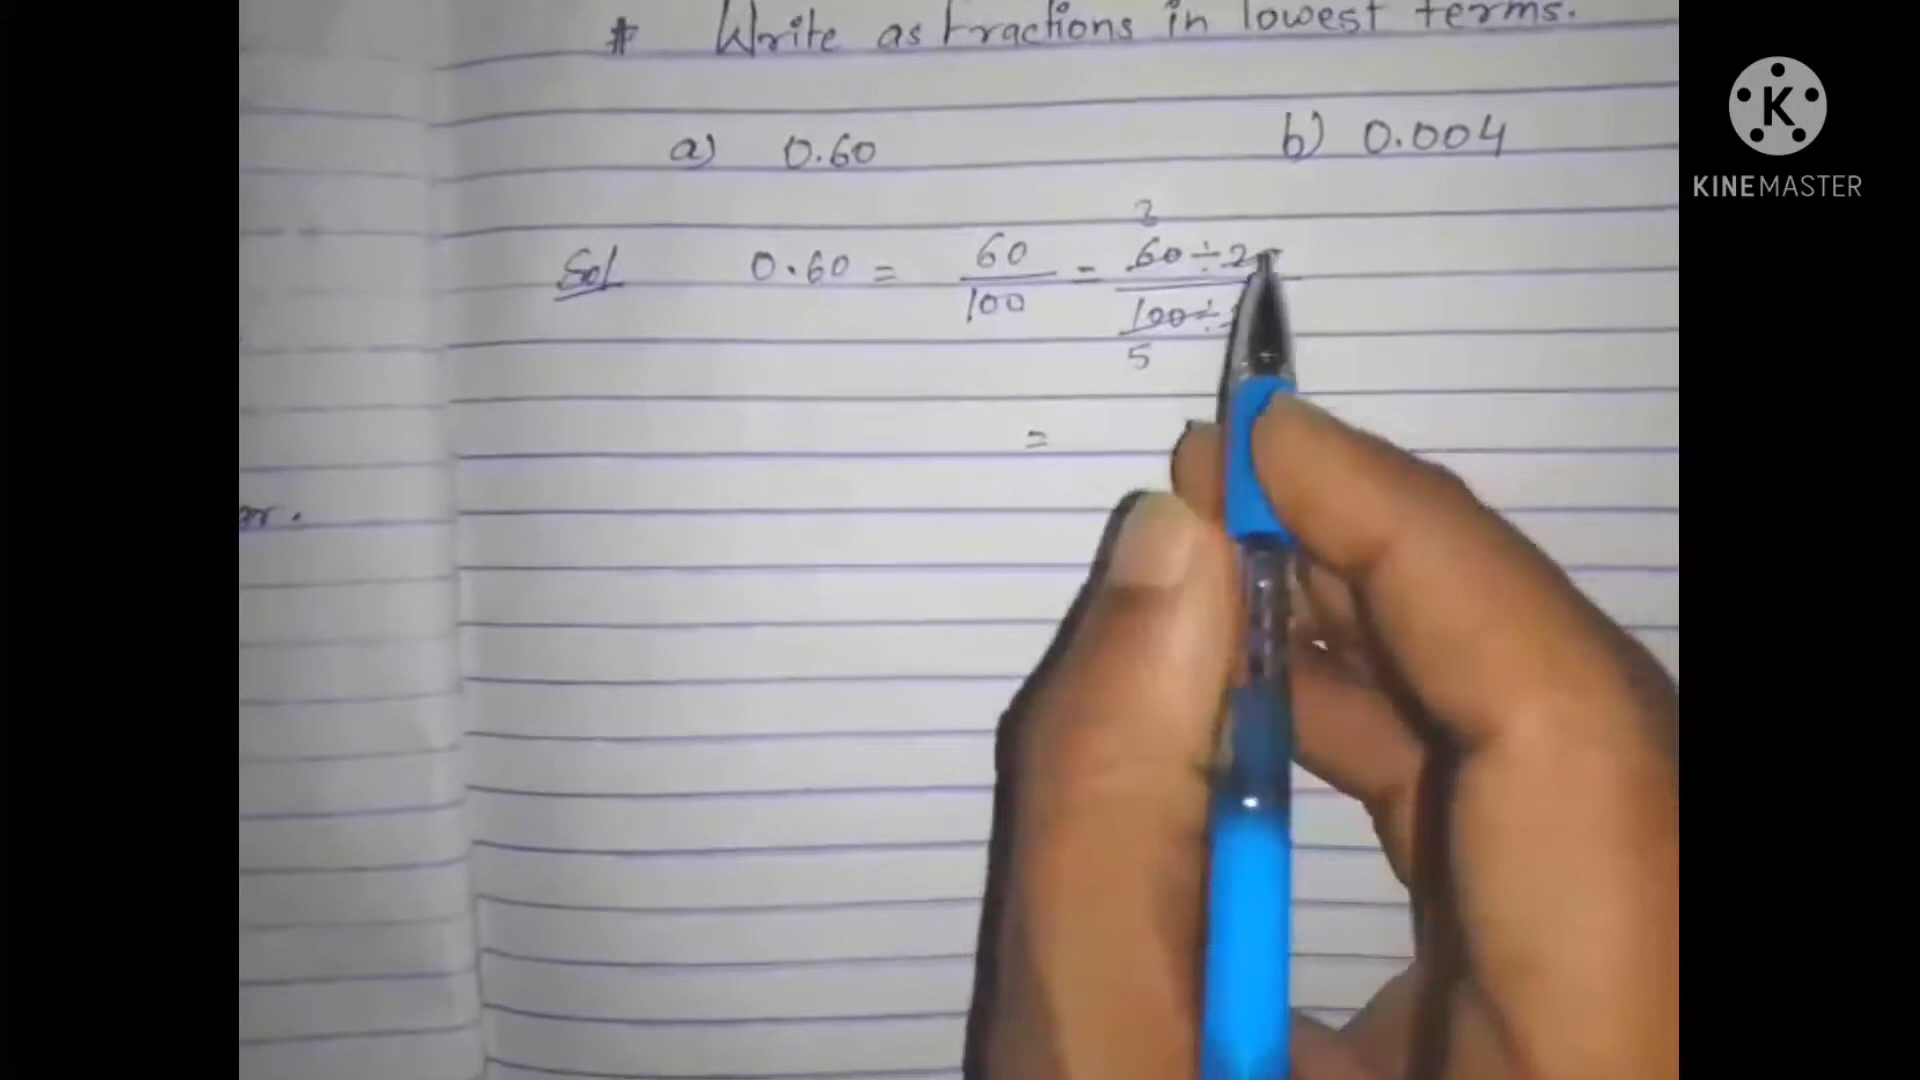 # Write as fractions in lowest terms.
a) 0.60 b) 0.004
Sol 0.60 = 60/100 = 60÷2/100÷
2
5
=
KINEMASTER